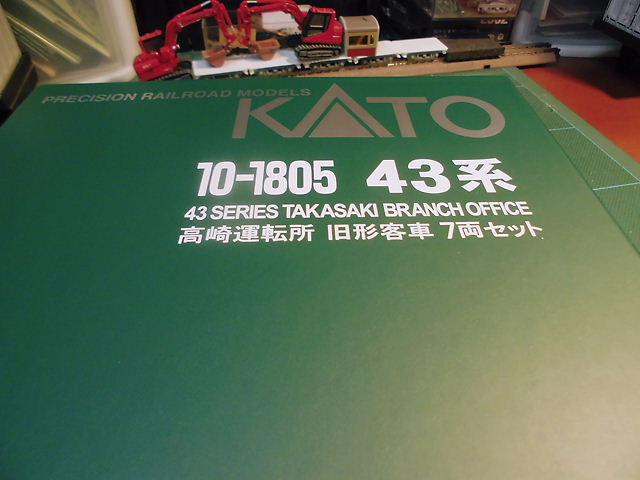 PRECISION RAILROAD MODELS
KATO
10-1805 43系
43 SERIES TAKASAKI BRANCH OFFICE
高崎運転所 旧形客車 7両セット